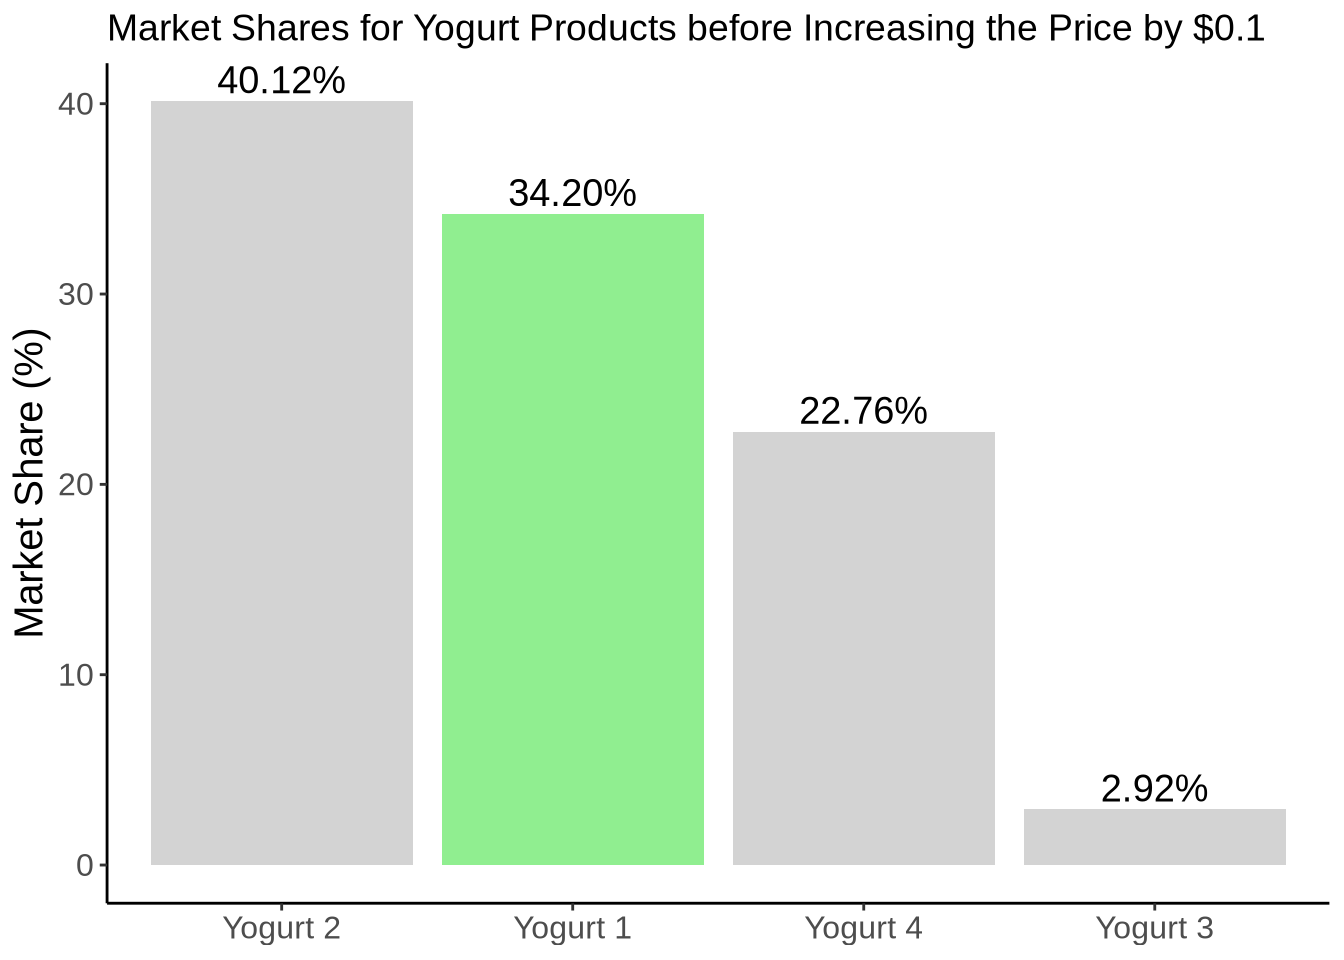 Market Shares for Yogurt Products before Increasing the Price by $0.1
Market Share (%)
40
30
20
10
0
40.12%
34.20%
22.76%
2.92%
Yogurt 2
Yogurt 1
Yogurt 4
Yogurt 3